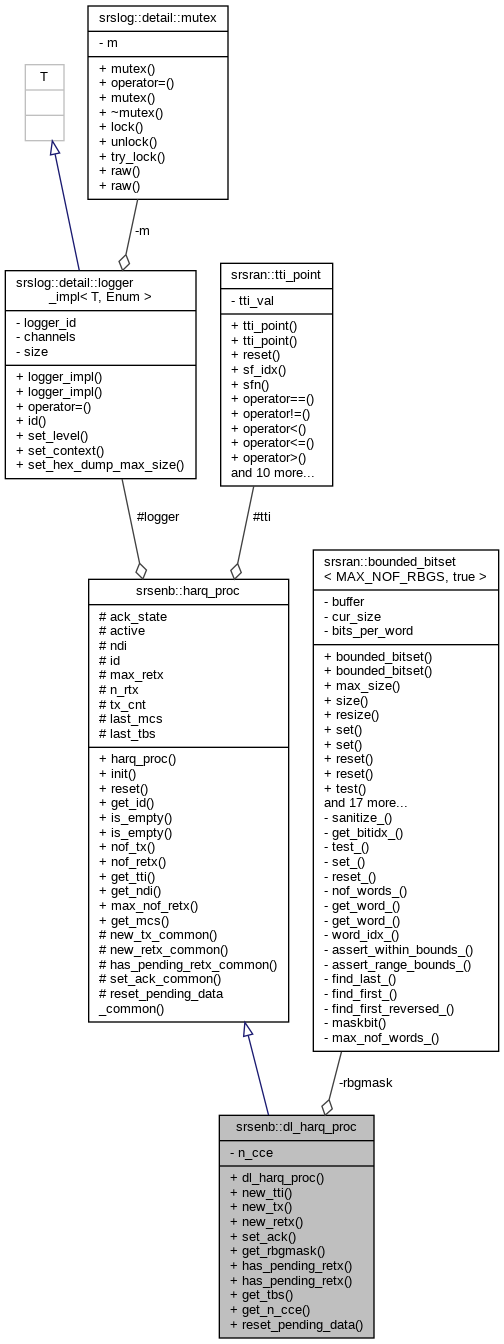 srslog::detail::mutex
- m
+ mutex()
+ operator=()
+ mutex()
+ ~mutex()
+ lock()
+ unlock()
+ try_lock()
+ raw()
+ raw()
T
-m
srslog::detail::logger
_impl< T, Enum >
- logger_id
- channels
- size
+ logger_impl()
+ logger_impl()
+ operator=()
+ id()
+ set_level()
+ set_context()
+ set_hex_dump_max_size()
srsran::tti_point
- tti_val
+ tti_point()
+ tti_point()
+ reset()
+ sf_idx()
+ sfn()
+ operator==()
+ operator!=()
+ operator<()
+ operator<=()
+ operator>()
and 10 more...
#logger
#tti
srsenb::harq_proc
# ack_state
# active
# ndi
# id
# max_retx
# n_rtx
# tx_cnt
# last_mcs
# last_tbs
+ harq_proc()
+ init()
+ reset()
+ get_id()
+ is_empty()
+ is_empty()
+ nof_tx()
+ nof_retx()
+ get_tti()
+ get_ndi()
+ max_nof_retx()
+ get_mcs()
# new_tx_common()
# new_retx_common()
# has_pending_retx_common()
# set_ack_common()
# reset_pending_data
_common()
srsran::bounded_bitset
< MAX_NOF_RBGS, true >
- buffer
- cur_size
- bits_per_word
+ bounded_bitset()
+ bounded_bitset()
+ max_size()
+ size()
+ resize()
+ set()
+ set()
+ reset()
+ reset()
+ test()
and 17 more...
- sanitize_()
- get_bitidx_()
- test_()
- set_()
- reset_()
- nof_words_()
- get_word_()
- get_word_()
- word_idx_()
- assert_within_bounds_()
- assert_range_bounds_()
- find_last_()
- find_first_()
- find_first_reversed_()
- maskbit()
- max_nof_words_()
-rbgmask
srsenb::dl_harq_proc
- n_cce
+ dl_harq_proc()
+ new_tti()
+ new_tx()
+ new_retx()
+ set_ack()
+ get_rbgmask()
+ has_pending_retx()
+ has_pending_retx()
+ get_tbs()
+ get_n_cce()
+ reset_pending_data()